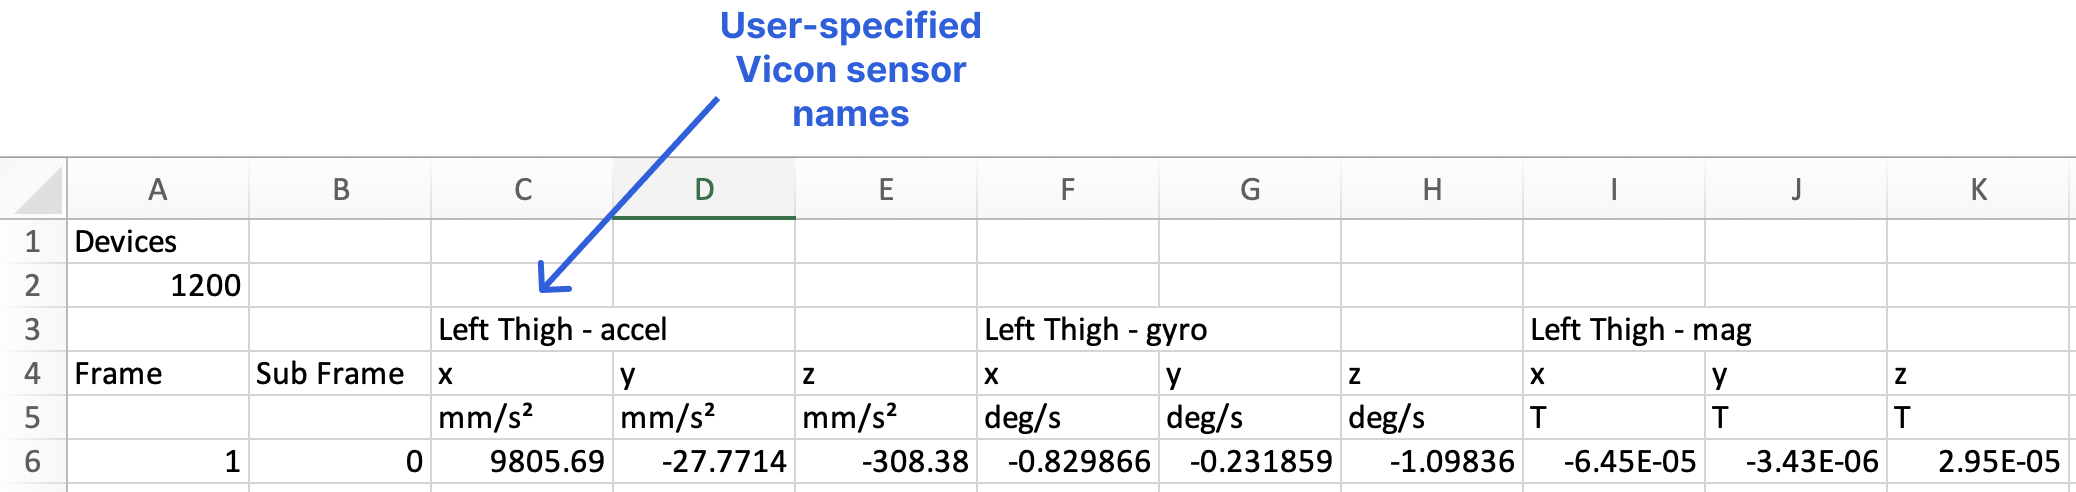 User-specified
Vicon sensor
names
A B C D E F G H I J K
1 Devices
2 1200
3 Left Thigh - accel Left Thigh - gyro Left Thigh - mag
4 Frame Sub Frame x y z x y z x y z
5 mm/s² mm/s² mm/s² deg/s deg/s deg/s T T T
6 1 0 9805.69 -27.7714 -308.38 -0.829866 -0.231859 -1.09836 -6.45E-05 -3.43E-06 2.95E-05